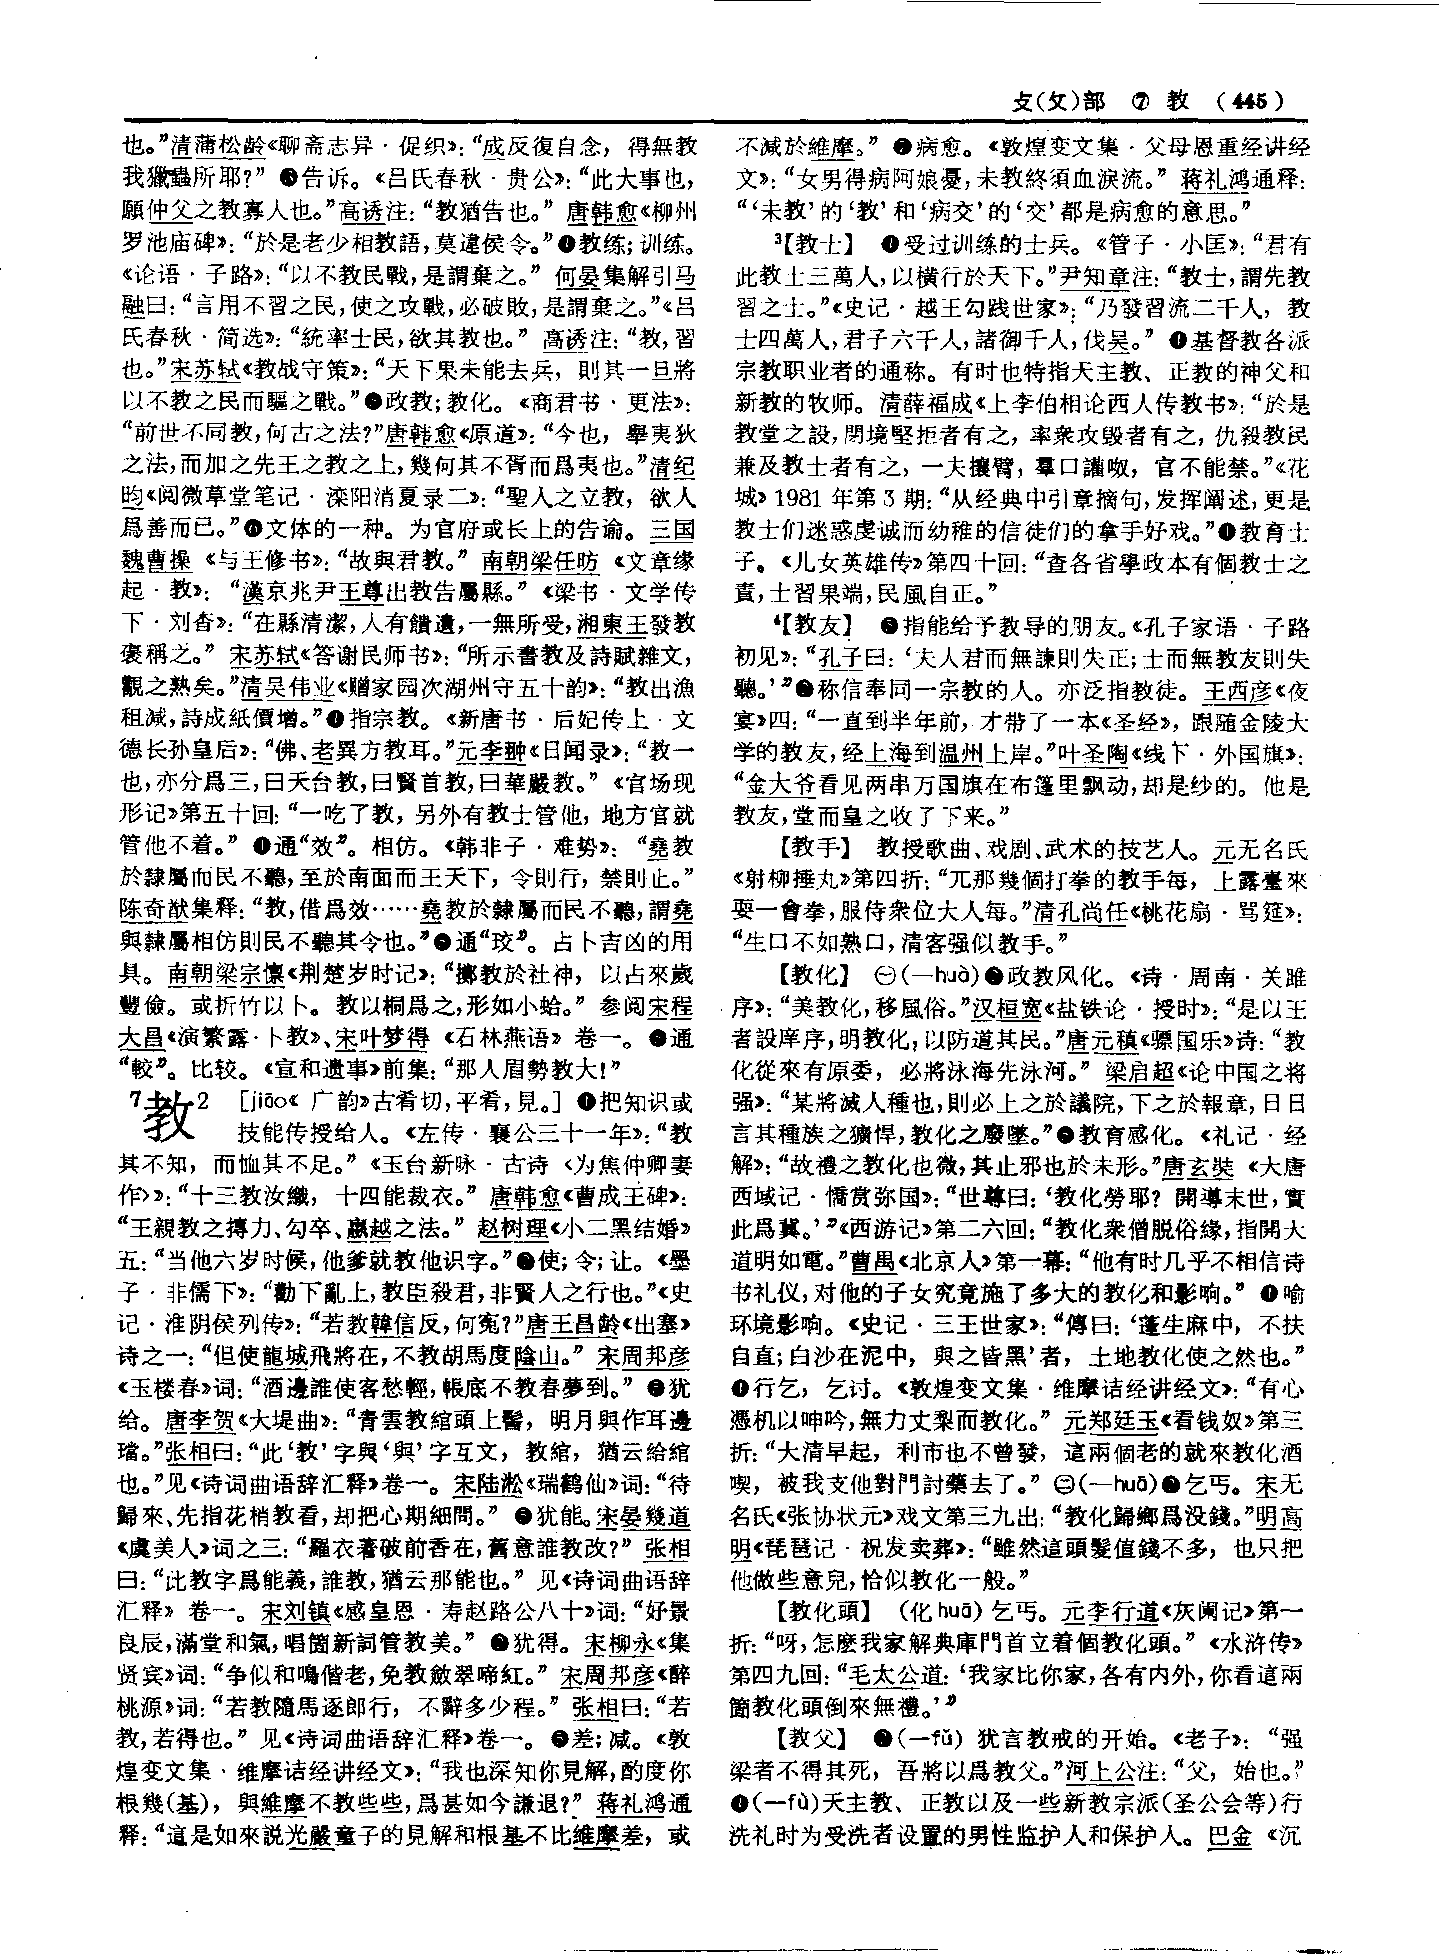 攴(攵)部 ⑦ 教 (445)
也。”清蒲松龄《聊斋志异·促织》：“成反復自念，得無教
我獵蟲所耶？” 告诉。《吕氏春秋·贵公》：“此大事也，
願仲父之教寡人也。”高诱注：“教猶告也。” 唐韩愈《柳州
罗池庙碑》：“於是老少相教語，莫違侯令。”教练；训练。
《论语·子路》：“以不教民戰，是謂棄之。” 何晏集解引马
融曰：“言用不習之民，使之攻戰，必破敗，是謂棄之。”《吕
氏春秋·简选》：“統率士民，欲其教也。” 高诱注：“教，習
也。”宋苏轼《教战守策》：“天下果未能去兵，則其一旦將
以不教之民而驅之戰。”政教；教化。《商君书·更法》：
“前世不同教，何古之法？”唐韩愈《原道》：“今也，舉夷狄
之法，而加之先王之教之上，幾何其不胥而爲夷也。”清纪
昀《阅微草堂笔记·滦阳消夏录二》：“聖人之立教，欲人
爲善而已。”文体的一种。为官府或长上的告谕。三国
魏曹操《与王修书》：“故與君教。” 南朝梁任昉《文章缘
起·教》：“漢京兆尹王尊出教告屬縣。”《梁书·文学传
下·刘杳》：“在縣清潔，人有饋遺，一無所受，湘東王發教
褒稱之。” 宋苏轼《答谢民师书》：“所示書教及詩賦雜文，
觀之熟矣。”清吴伟业《赠家园次湖州守五十韵》：“教出漁
租减，詩成紙價增。”指宗教。《新唐书·后妃传上·文
德长孙皇后》：“佛、老異方教耳。”元李翀《日闻录》：“教一
也，亦分爲三，曰天台教，曰賢首教，曰華嚴教。”《官场现
形记》第五十回：“一吃了教，另外有教士管他，地方官就
管他不着。” 通“效”。相仿。《韩非子·难势》：“堯教
於隸屬而民不聽，至於南面而王天下，令則行，禁則止。”
陈奇猷集释：“教，借爲效……堯教於隸屬而民不聽，謂堯
與隸屬相仿則民不聽其令也。”通“珓”。占卜吉凶的用
具。南朝梁宗懔《荆楚岁时记》：“擲教於社神，以占來歲
豐儉。或折竹以卜。教以桐爲之，形如小蛤。”参阅宋程
大昌《演繁露·卜教》、宋叶梦得《石林燕语》卷一。通
“較”。比较。《宣和遗事》前集：“那人眉勢教大！”
7教2 [jiāo《广韵》古肴切，平肴，見。] 把知识或
技能传授给人。《左传·襄公三十一年》：“教
其不知，而恤其不足。”《玉台新咏·古诗〈为焦仲卿妻
作〉》：“十三教汝織，十四能裁衣。” 唐韩愈《曹成王碑》：
“王親教之摶力、勾卒、嬴越之法。” 赵树理《小二黑结婚》
五：“当他六岁时候，他爹就教他识字。”使；令；让。《墨
子·非儒下》：“勸下亂上，教臣殺君，非賢人之行也。”《史
记·淮阴侯列传》：“若教韓信反，何冤？”唐王昌龄《出塞》
诗之一：“但使龍城飛將在，不教胡馬度陰山。” 宋周邦彦
《玉楼春》词：“酒邊誰使客愁輕，帳底不教春夢到。” 犹
给。唐李贺《大堤曲》：“青雲教綰頭上髻，明月與作耳邊
璫。”张相曰：“此‘教’字與‘與’字互文，教綰，猶云給綰
也。”见《诗词曲语辞汇释》卷一。宋陆淞《瑞鹤仙》词：“待
歸來、先指花梢教看，却把心期細問。” 犹能。宋晏幾道
《虞美人》词之三：“羅衣著破前香在，舊意誰教改？” 张相
曰：“此教字爲能義，誰教，猶云那能也。” 见《诗词曲语辞
汇释》卷一。宋刘镇《感皇恩·寿赵路公八十》词：“好景
良辰，滿堂和氣，唱箇新詞管教美。” 犹得。宋柳永《集
贤宾》词：“争似和鳴偕老，免教斂翠啼紅。” 宋周邦彦《醉
桃源》词：“若教隨馬逐郎行，不辭多少程。” 张相曰：“若
教，若得也。” 见《诗词曲语辞汇释》卷一。差；减。《敦
煌变文集·维摩诘经讲经文》：“我也深知你見解，酌度你
根幾(基)，與維摩不教些些，爲甚如今謙退？” 蒋礼鸿通
释：“這是如來説光嚴童子的見解和根基不比維摩差，或
不减於維摩。” 病愈。《敦煌变文集·父母恩重经讲经
文》：“女男得病阿娘憂，未教終須血淚流。” 蒋礼鸿通释：
“‘未教’的‘教’和‘病交’的‘交’都是病愈的意思。”
3【教士】 受过训练的士兵。《管子·小匡》：“君有
此教士三萬人，以横行於天下。”尹知章注：“教士，謂先教
習之士。”《史记·越王勾践世家》：“乃發習流二千人，教
士四萬人，君子六千人，諸御千人，伐吴。” 基督教各派
宗教职业者的通称。有时也特指天主教、正教的神父和
新教的牧师。清薛福成《上李伯相论西人传教书》：“於是
教堂之設，閉境堅拒者有之，率衆攻毁者有之，仇殺教民
兼及教士者有之，一夫攘臂，羣口讙呶，官不能禁。”《花
城》1981年第3期：“从经典中引章摘句，发挥阐述，更是
教士们迷惑虔诚而幼稚的信徒们的拿手好戏。”教育士
子。《儿女英雄传》第四十回：“查各省學政本有個教士之
責，士習果端，民風自正。”
4【教友】 指能给予教导的朋友。《孔子家语·子路
初见》：“孔子曰：‘夫人君而無諫則失正；士而無教友則失
聽。’”称信奉同一宗教的人。亦泛指教徒。王西彦《夜
宴》四：“一直到半年前，才带了一本《圣经》，跟随金陵大
学的教友，经上海到温州上岸。”叶圣陶《线下·外国旗》：
“金大爷看见两串万国旗在布篷里飘动，却是纱的。他是
教友，堂而皇之收了下来。”
【教手】 教授歌曲、戏剧、武术的技艺人。元无名氏
《射柳捶丸》第四折：“兀那幾個打拳的教手每，上露臺來
耍一會拳，服侍衆位大人每。”清孔尚任《桃花扇·骂筵》：
“生口不如熟口，清客强似教手。”
【教化】 ㊀(—huà)政教风化。《诗·周南·关雎
序》：“美教化，移風俗。”汉桓宽《盐铁论·授时》：“是以王
者設庠序，明教化，以防道其民。”唐元稹《骠国乐》诗：“教
化從來有原委，必將泳海先泳河。” 梁启超《论中国之将
强》：“某將滅人種也，則必上之於議院，下之於報章，日日
言其種族之獷悍，教化之廢墜。”教育感化。《礼记·经
解》：“故禮之教化也微，其止邪也於未形。”唐玄奘《大唐
西域记·憍赏弥国》：“世尊曰：‘教化勞耶？開導末世，實
此爲冀。’”《西游记》第二六回：“教化衆僧脱俗緣，指開大
道明如電。”曹禺《北京人》第一幕：“他有时几乎不相信诗
书礼仪，对他的子女究竟施了多大的教化和影响。” 喻
环境影响。《史记·三王世家》：“傳曰：‘蓬生麻中，不扶
自直；白沙在泥中，與之皆黑’者，土地教化使之然也。”
行乞，乞讨。《敦煌变文集·维摩诘经讲经文》：“有心
憑机以呻吟，無力丈梨而教化。” 元郑廷玉《看钱奴》第三
折：“大清早起，利市也不曾發，這兩個老的就來教化酒
喫，被我支他對門討藥去了。” ㊁(—huā)乞丐。宋无
名氏《张协状元》戏文第三九出：“教化歸鄉爲没錢。”明高
明《琵琶记·祝发卖葬》：“雖然這頭髮值錢不多，也只把
他做些意兒，恰似教化一般。”
【教化頭】 (化huā)乞丐。元李行道《灰阑记》第一
折：“呀，怎麽我家解典庫門首立着個教化頭。”《水浒传》
第四九回：“毛太公道：‘我家比你家，各有内外，你看這兩
箇教化頭倒來無禮。’”
【教父】 (—fǔ) 犹言教戒的开始。《老子》：“强
梁者不得其死，吾將以爲教父。”河上公注：“父，始也。”
(—fù)天主教、正教以及一些新教宗派(圣公会等)行
洗礼时为受洗者设置的男性监护人和保护人。巴金《沉